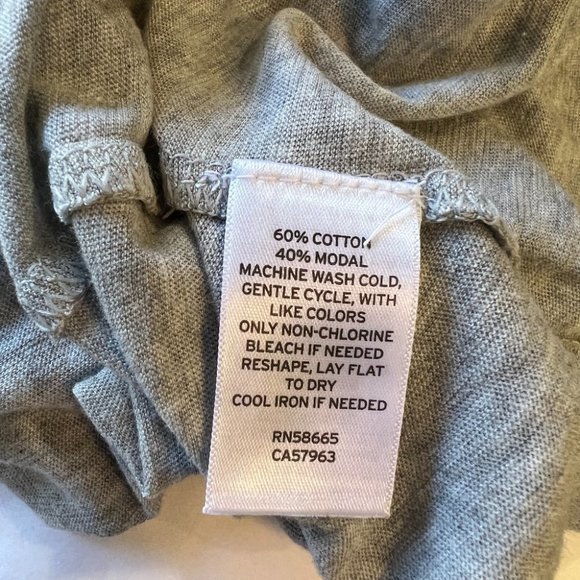 60% COTTON
40% MODAL
MACHINE WASH COLD,
GENTLE CYCLE, WITH
LIKE COLORS
ONLY NON-CHLORINE
BLEACH IF NEEDED
RESHAPE, LAY FLAT
TO DRY
COOL IRON IF NEEDED
RN58665
CA57963